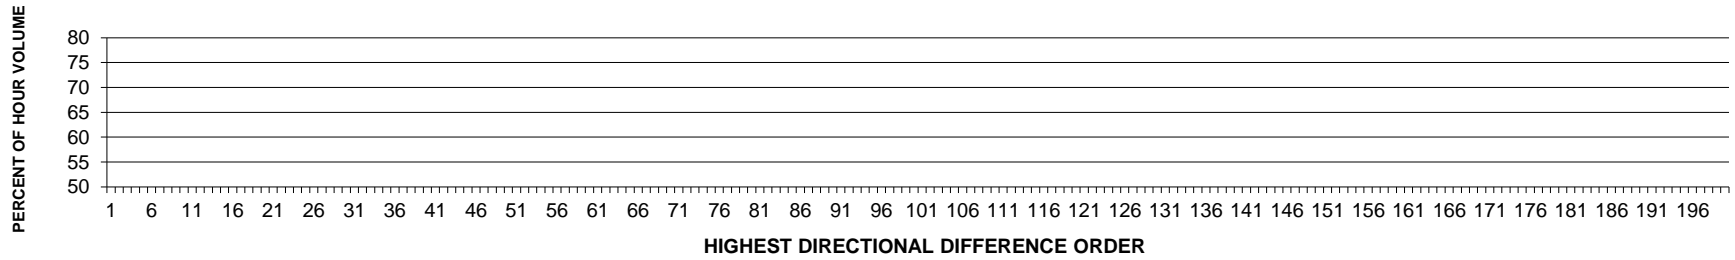 PERCENT OF HOUR VOLUME
80
75
70
65
60
55
50
1 6 11 16 21 26 31 36 41 46 51 56 61 66 71 76 81 86 91 96 101 106 111 116 121 126 131 136 141 146 151 156 161 166 171 176 181 186 191 196
HIGHEST DIRECTIONAL DIFFERENCE ORDER